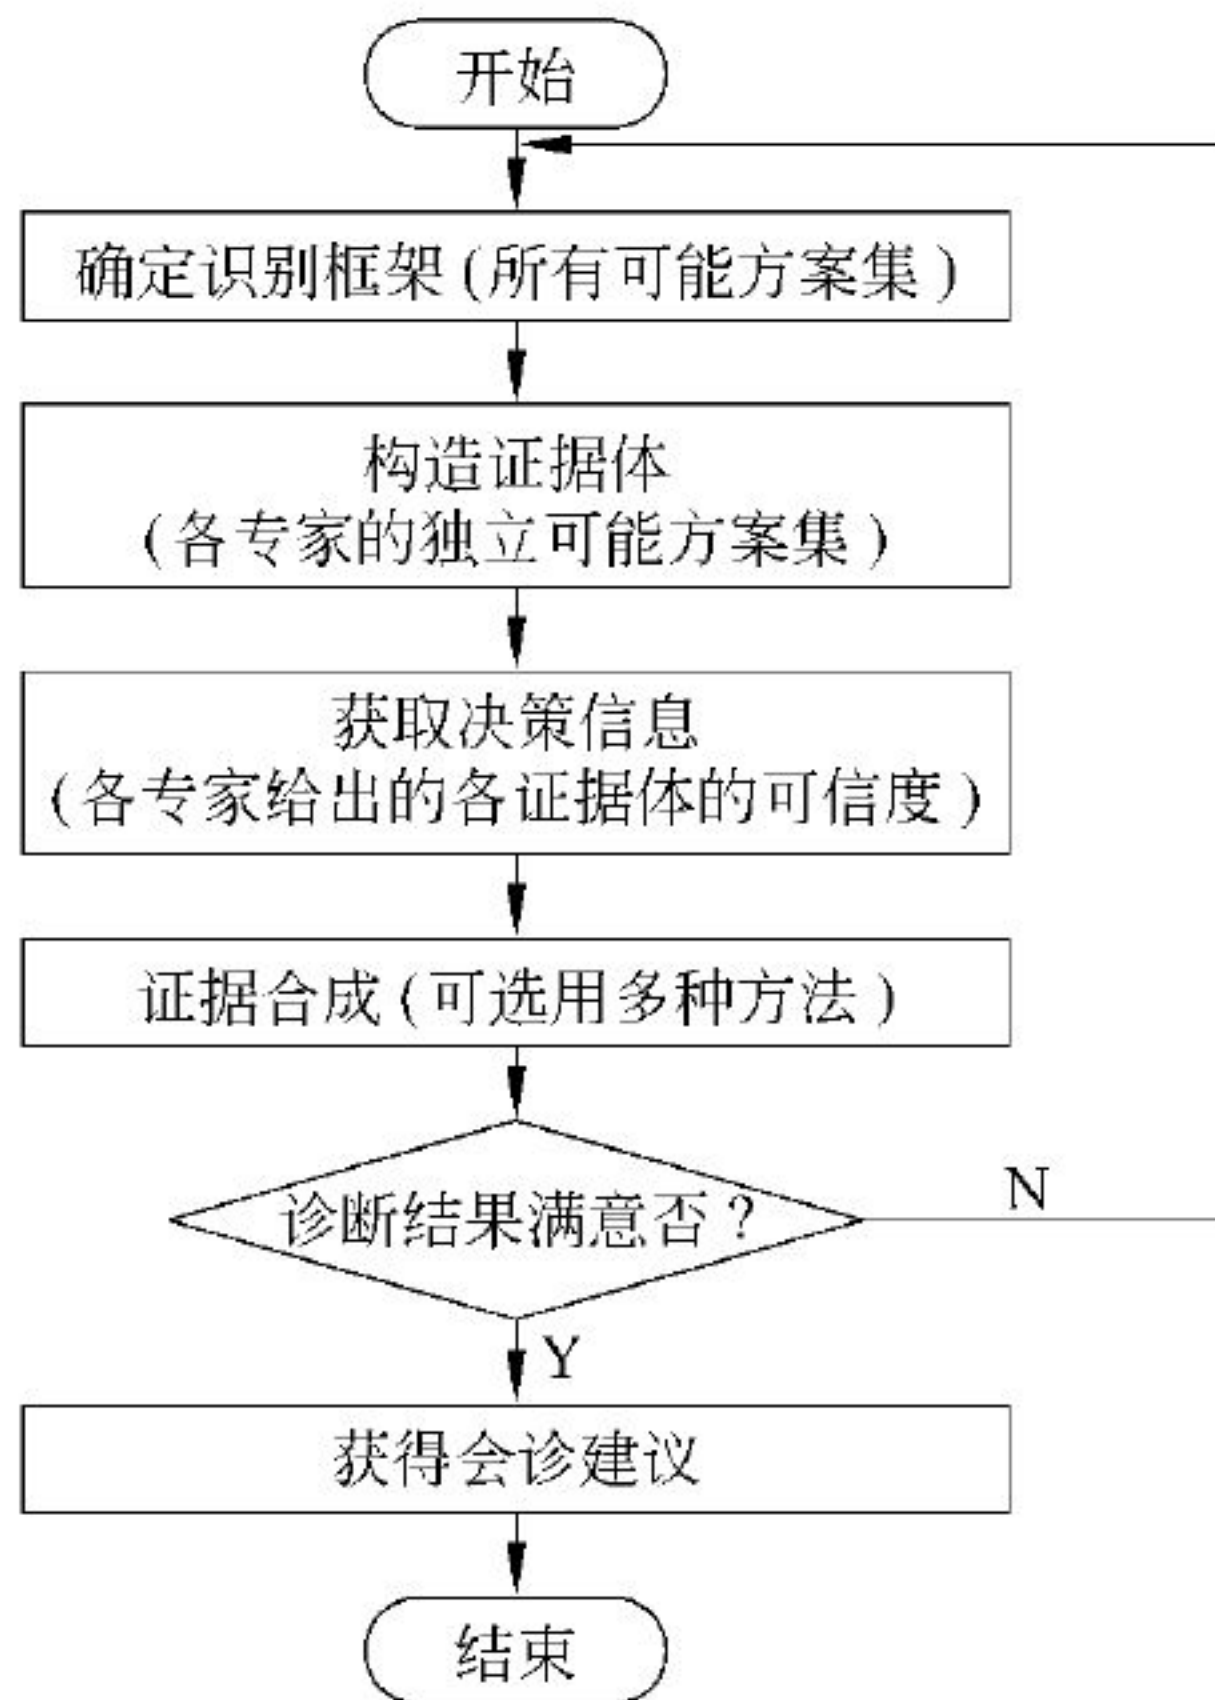 开始
确定识别框架(所有可能方案集)
构造证据体
(各专家的独立可能方案集)
获取决策信息
(各专家给出的各证据体的可信度)
证据合成(可选用多种方法)
诊断结果满意否?
N
Y
获得会诊建议
结束